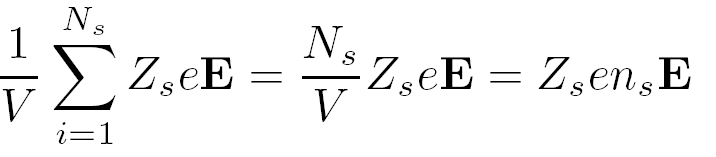 $$\frac{1}{V}\sum_{i=1}^{N_s} Z_s e\mathbf{E} = \frac{N_s}{V} Z_s e\mathbf{E} = Z_s e n_s \mathbf{E}$$